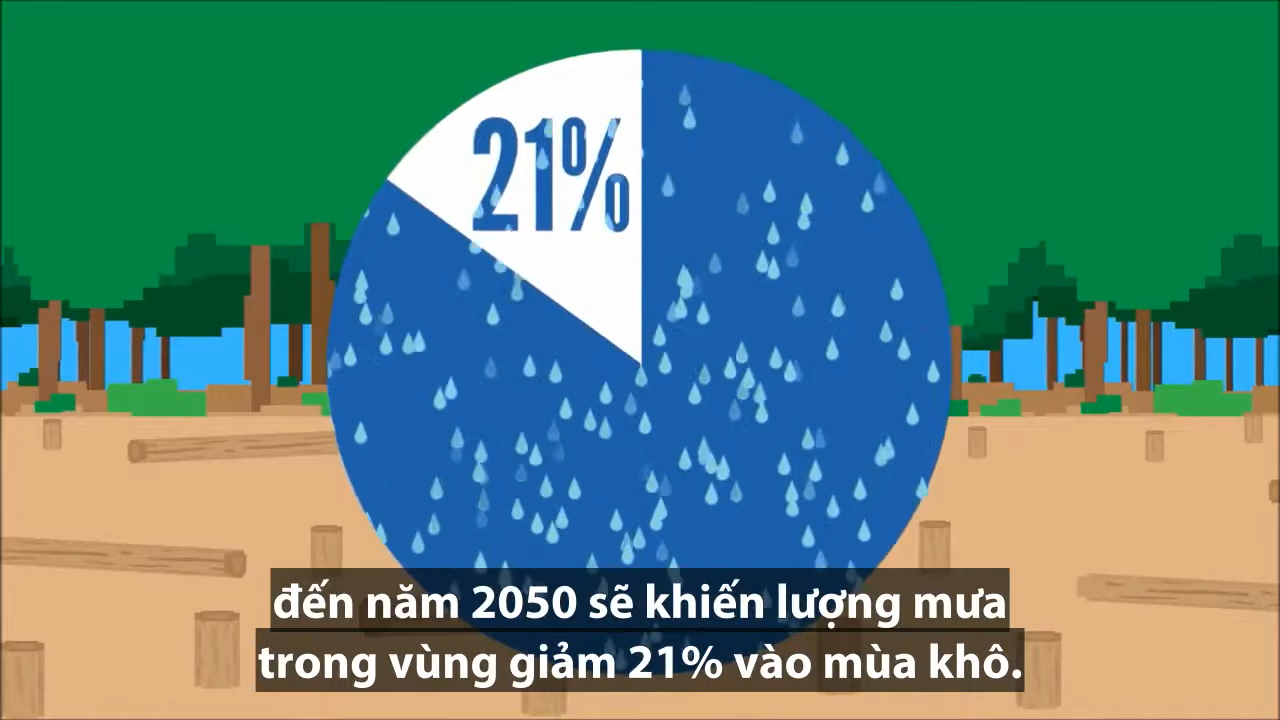 21%
đến năm 2050 sẽ khiến lượng mưa
trong vùng giảm 21% vào mùa khô.